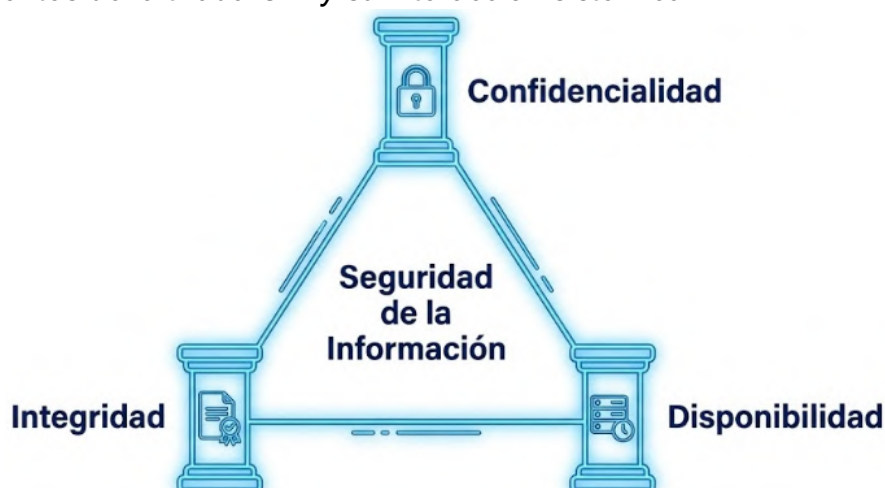 Confidencialidad
Seguridad
de la
Información
Integridad
Disponibilidad